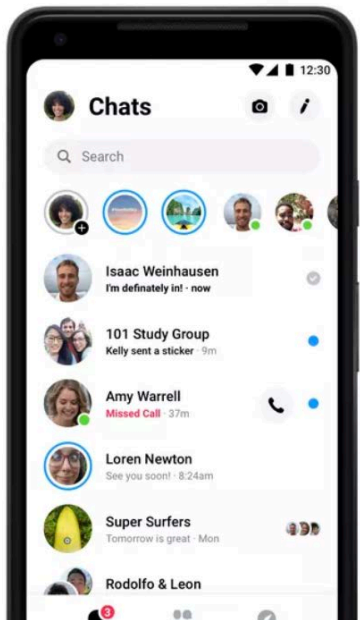 12:30
Chats
Search
Isaac Weinhausen
I'm definately in! · now
101 Study Group
Kelly sent a sticker · 9m
Amy Warrell
Missed Call · 37m
Loren Newton
See you soon! · 8:24am
Super Surfers
Tomorrow is great · Mon
Rodolfo & Leon
3